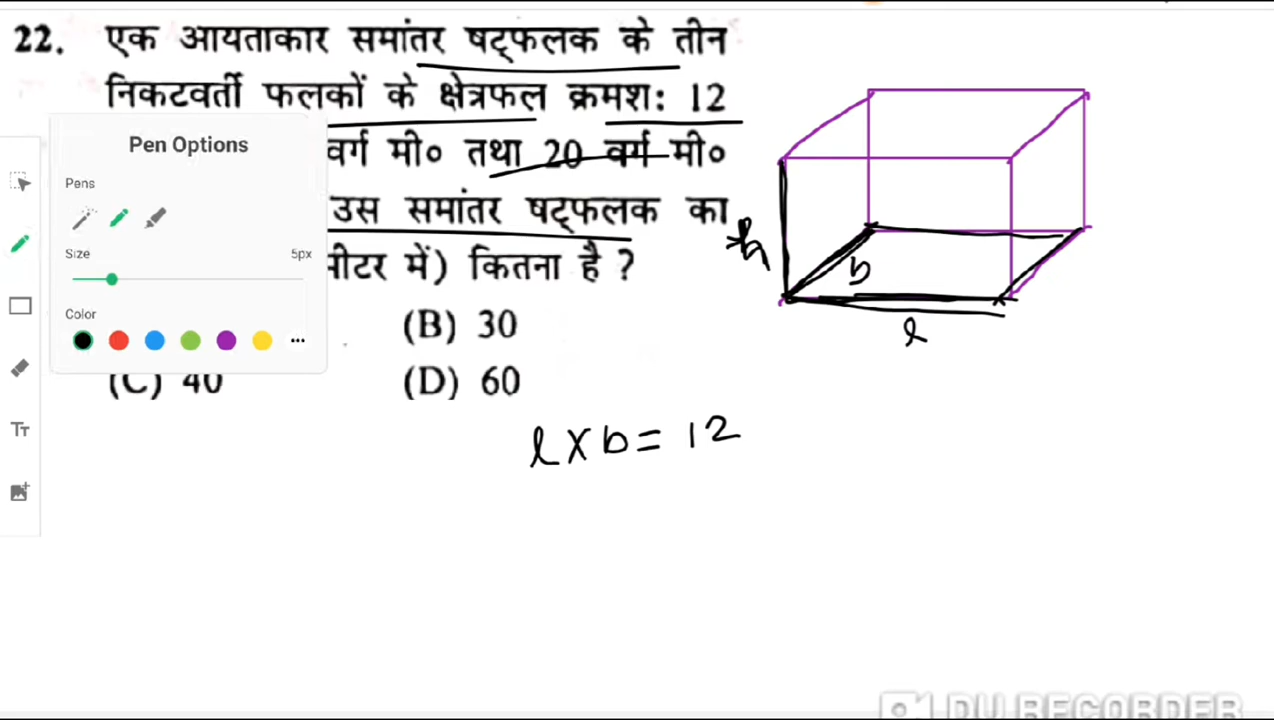 22. एक आयताकार समांतर षट्फलक के तीन
निकटवर्ती फलकों के क्षेत्रफल क्रमश: 12
वर्ग मी० तथा 20 वर्ग मी०
उस समांतर षट्फलक का
में) कितना है ?
(B) 30
(C) 40
(D) 60
Pen Options
Pens
Size 5px
Color
TT
h
b
l
l x b = 12
DU RECORDER